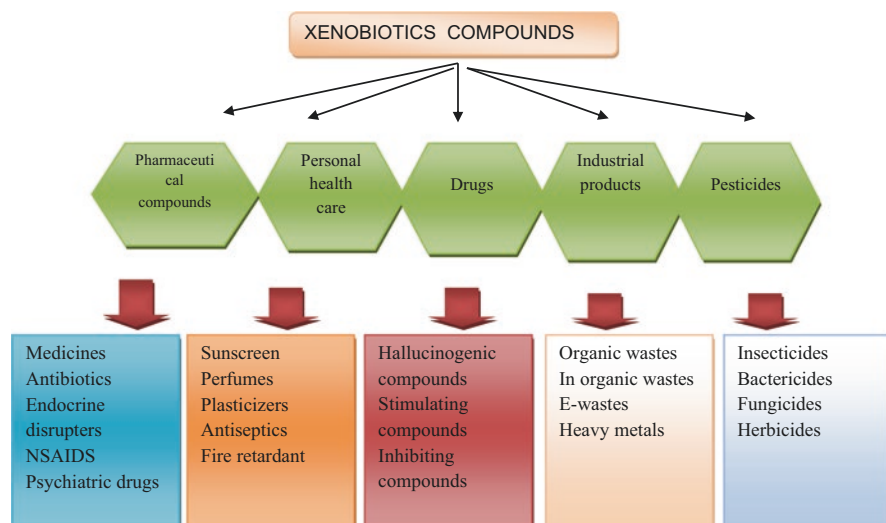 XENOBIOTICS COMPOUNDS
Pharmaceuti
cal
compounds
Personal
health
care
Drugs
Industrial
products
Pesticides
Medicines
Antibiotics
Endocrine
disrupters
NSAIDS
Psychiatric drugs
Sunscreen
Perfumes
Plasticizers
Antiseptics
Fire retardant
Hallucinogenic
compounds
Stimulating
compounds
Inhibiting
compounds
Organic wastes
In organic wastes
E-wastes
Heavy metals
Insecticides
Bactericides
Fungicides
Herbicides